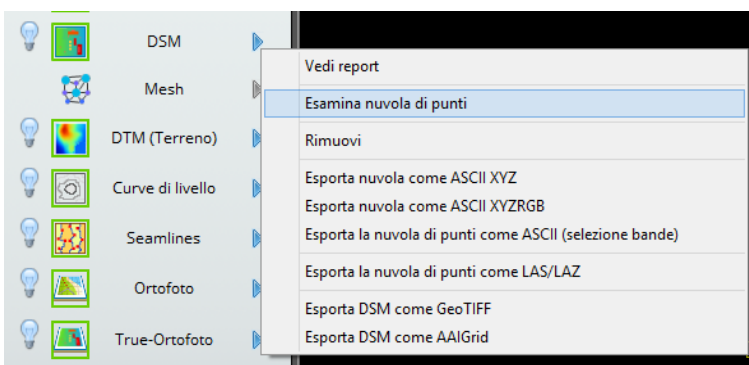 DSM
Mesh
DTM (Terreno)
Curve di livello
Seamlines
Ortofoto
True-Ortofoto
Vedi report
Esamina nuvola di punti
Rimuovi
Esporta nuvola come ASCII XYZ
Esporta nuvola come ASCII XYZRGB
Esporta la nuvola di punti come ASCII (selezione bande)
Esporta la nuvola di punti come LAS/LAZ
Esporta DSM come GeoTIFF
Esporta DSM come AAIGrid